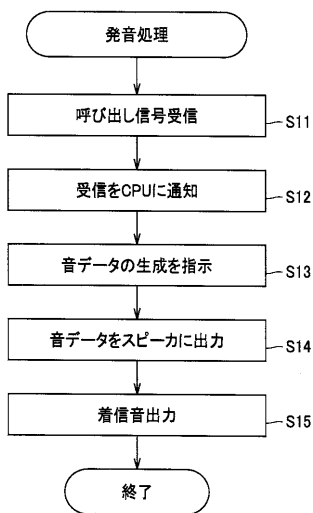 発音処理
呼び出し信号受信
S11
受信をCPUに通知
S12
音データの生成を指示
S13
音データをスピーカに出力
S14
着信音出力
S15
終了